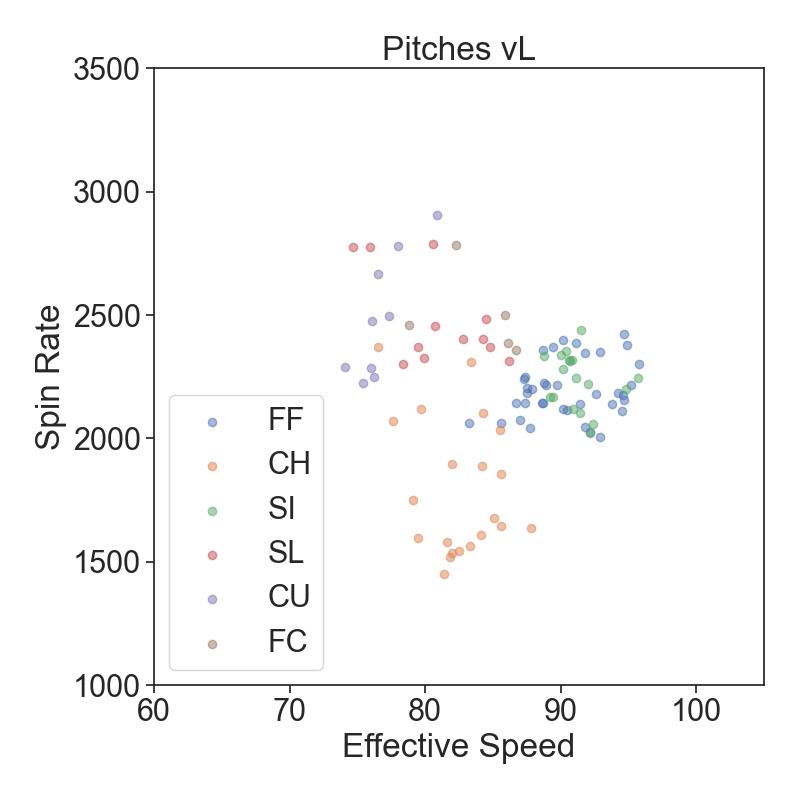 Pitches vL
3500
3000
2500
2000
1500
1000
Spin Rate
FF
CH
SI
SL
CU
FC
60 70 80 90 100
Effective Speed